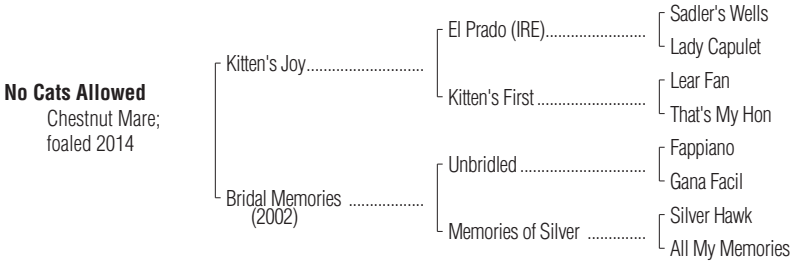 No Cats Allowed
Chestnut Mare;
foaled 2014
Kitten's Joy...........................
Bridal Memories .................
(2002)
El Prado (IRE).......................
Kitten's First .........................
Unbridled .............................
Memories of Silver .............
Sadler's Wells
Lady Capulet
Lear Fan
That's My Hon
Fappiano
Gana Facil
Silver Hawk
All My Memories